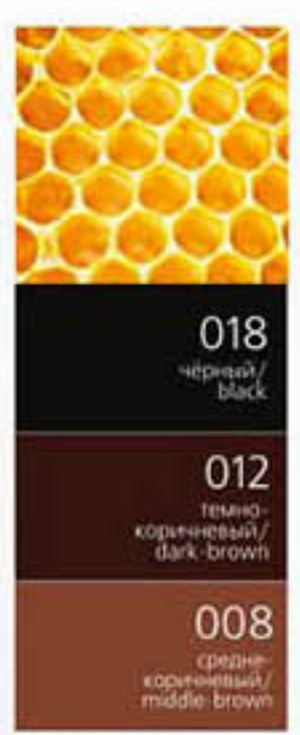 018
чёрный/
black
012
темно-
коричневый/
dark-brown
008
средне-
коричневый/
middle-brown